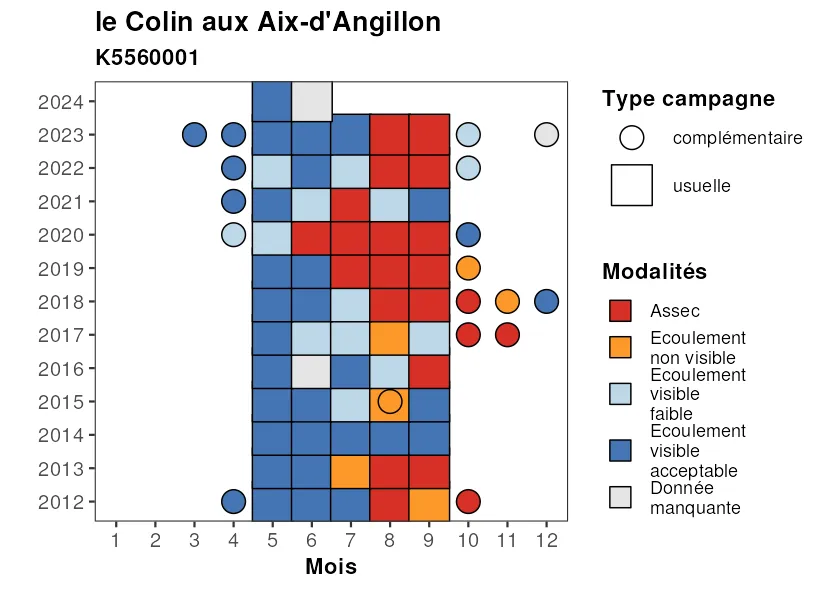 le Colin aux Aix-d'Angillon
K5560001
2024
2023
2022
2021
2020
2019
2018
2017
2016
2015
2014
2013
2012
1 2 3 4 5 6 7 8 9 10 11 12
Mois
Type campagne
complémentaire
usuelle
Modalités
Assec
Ecoulement
non visible
Ecoulement
visible
faible
Ecoulement
visible
acceptable
Donnée
manquante